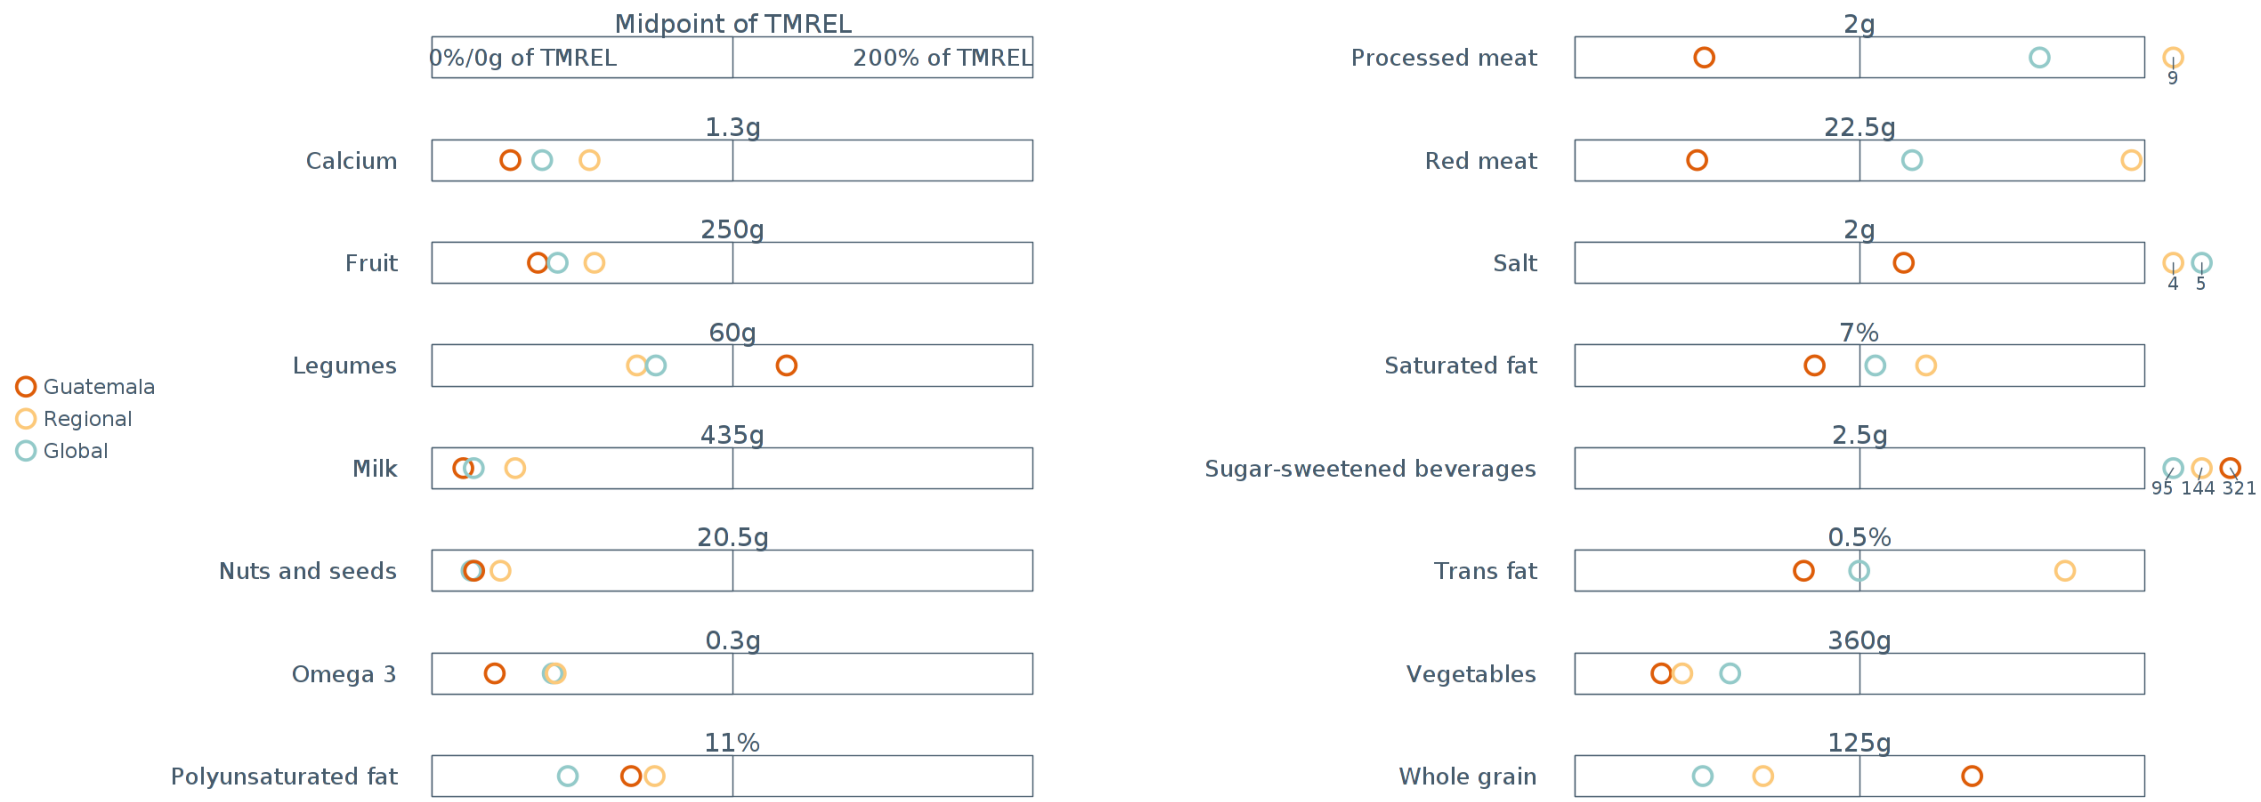 Midpoint of TMREL
0%/0g of TMREL
200% of TMREL
1.3g
Calcium
250g
Fruit
60g
Legumes
435g
Milk
20.5g
Nuts and seeds
0.3g
Omega 3
11%
Polyunsaturated fat
Guatemala
Regional
Global
2g
Processed meat
9
22.5g
Red meat
2g
Salt
4 5
7%
Saturated fat
2.5g
Sugar-sweetened beverages
95 144 321
0.5%
Trans fat
360g
Vegetables
125g
Whole grain